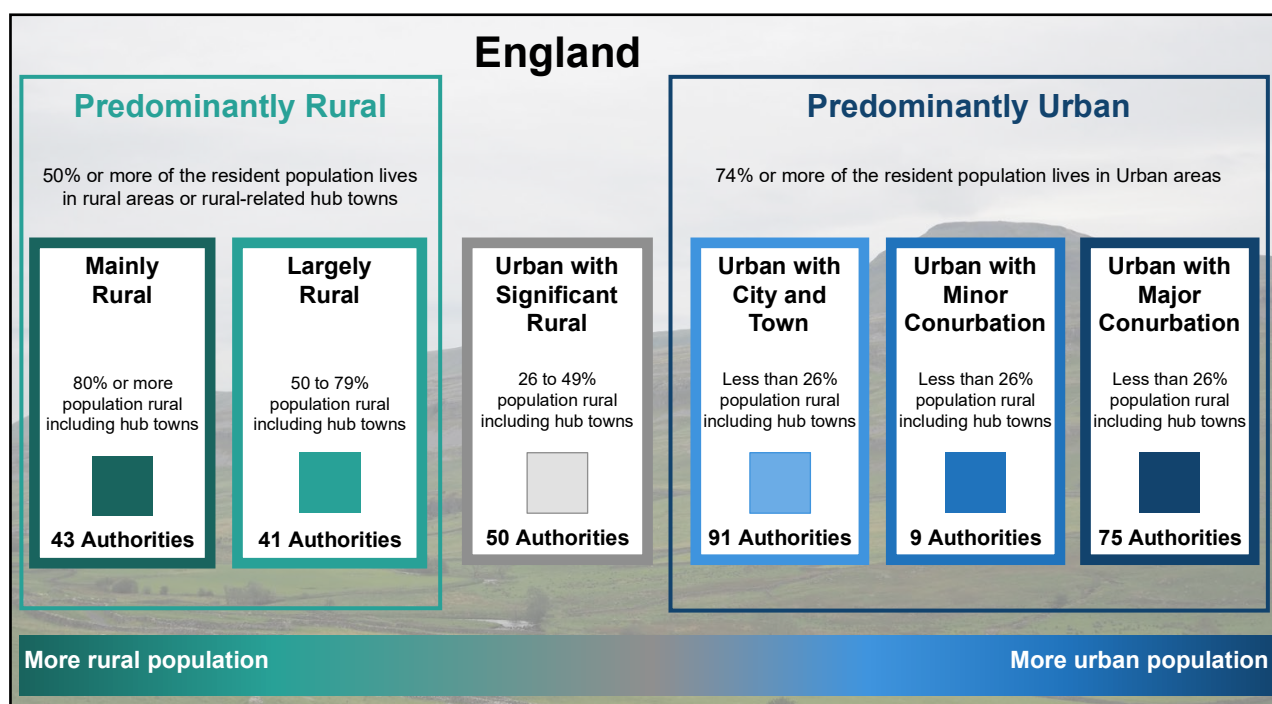 England
Predominantly Rural
50% or more of the resident population lives
in rural areas or rural-related hub towns
Mainly
Rural
80% or more
population rural
including hub towns
43 Authorities
Largely
Rural
50 to 79%
population rural
including hub towns
41 Authorities
Urban with
Significant
Rural
26 to 49%
population rural
including hub towns
50 Authorities
Predominantly Urban
74% or more of the resident population lives in Urban areas
Urban with
City and
Town
Less than 26%
population rural
including hub towns
91 Authorities
Urban with
Minor
Conurbation
Less than 26%
population rural
including hub towns
9 Authorities
Urban with
Major
Conurbation
Less than 26%
population rural
including hub towns
75 Authorities
More rural population
More urban population